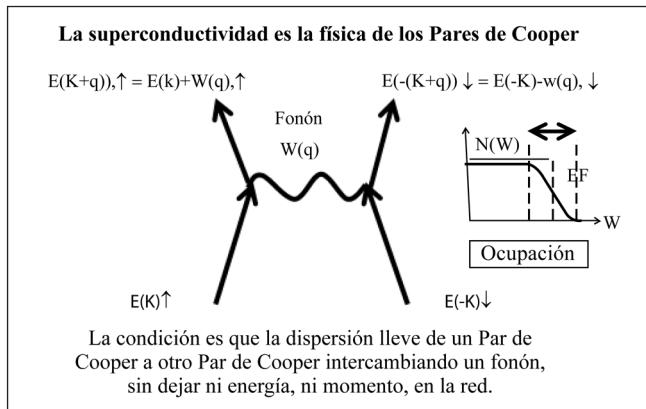 La superconductividad es la física de los Pares de Cooper
E(K+q)),↑ = E(k)+W(q),↑
E(-(K+q)) ↓ = E(-K)-w(q), ↓
Fonón
W(q)
N(W)
EF
W
Ocupación
E(K)↑
E(-K)↓
La condición es que la dispersión lleve de un Par de
Cooper a otro Par de Cooper intercambiando un fonón,
sin dejar ni energía, ni momento, en la red.